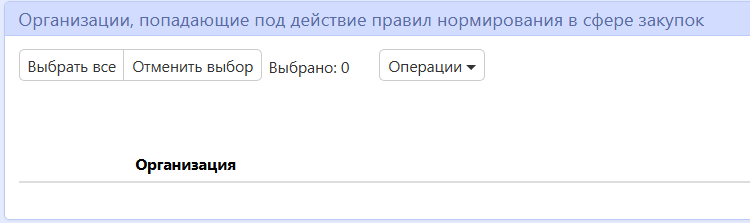 Организации, попадающие под действие правил нормирования в сфере закупок
Выбрать все Отменить выбор Выбрано: 0 Операции
Организация